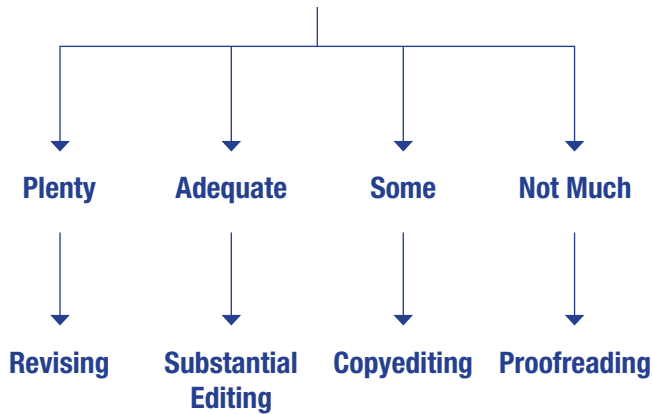 Plenty
Adequate
Some
Not Much
Revising
Substantial
Editing
Copyediting
Proofreading